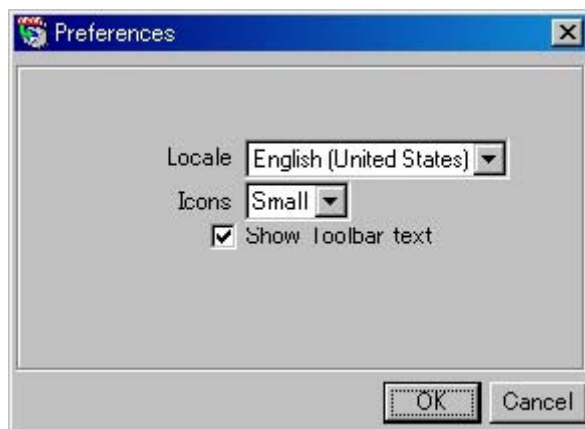 Preferences
Locale English (United States)
Icons Small
Show Toolbar text
OK Cancel